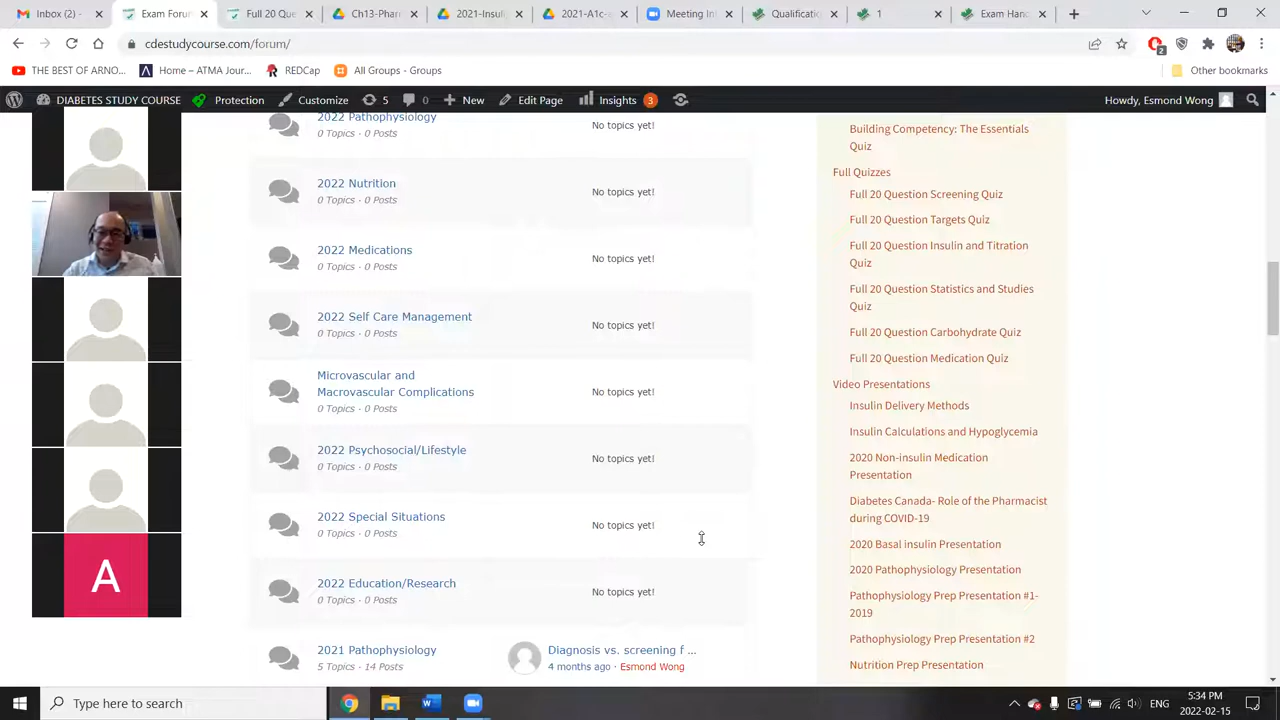 Inbox (2) -
Forum
Full 20 Que
Ch13-Phar
2021-Insul
2021-A1c-
Meeting In
Qualificati
Exam Hand
cdestudycourse.com/forum/
2
THE BEST OF ARNO...
Home – ATMA Jour...
REDCap
All Groups - Groups
Other bookmarks
DIABETES STUDY COURSE
Protection
Customize
5
0
New
Edit Page
Insights
3
Howdy, Esmond Wong
2022 Pathophysiology
0 Topics · 0 Posts
No topics yet!
2022 Nutrition
0 Topics · 0 Posts
No topics yet!
2022 Medications
0 Topics · 0 Posts
No topics yet!
2022 Self Care Management
0 Topics · 0 Posts
No topics yet!
Microvascular and
Macrovascular Complications
0 Topics · 0 Posts
No topics yet!
2022 Psychosocial/Lifestyle
0 Topics · 0 Posts
No topics yet!
2022 Special Situations
0 Topics · 0 Posts
No topics yet!
2022 Education/Research
0 Topics · 0 Posts
No topics yet!
2021 Pathophysiology
5 Topics · 14 Posts
Diagnosis vs. screening f ...
4 months ago · Esmond Wong
Building Competency: The Essentials
Quiz
Full Quizzes
Full 20 Question Screening Quiz
Full 20 Question Targets Quiz
Full 20 Question Insulin and Titration
Quiz
Full 20 Question Statistics and Studies
Quiz
Full 20 Question Carbohydrate Quiz
Full 20 Question Medication Quiz
Video Presentations
Insulin Delivery Methods
Insulin Calculations and Hypoglycemia
2020 Non-insulin Medication
Presentation
Diabetes Canada- Role of the Pharmacist
during COVID-19
2020 Basal insulin Presentation
2020 Pathophysiology Presentation
Pathophysiology Prep Presentation #1-
2019
Pathophysiology Prep Presentation #2
Nutrition Prep Presentation
A
Type here to search
5:34 PM
2022-02-15